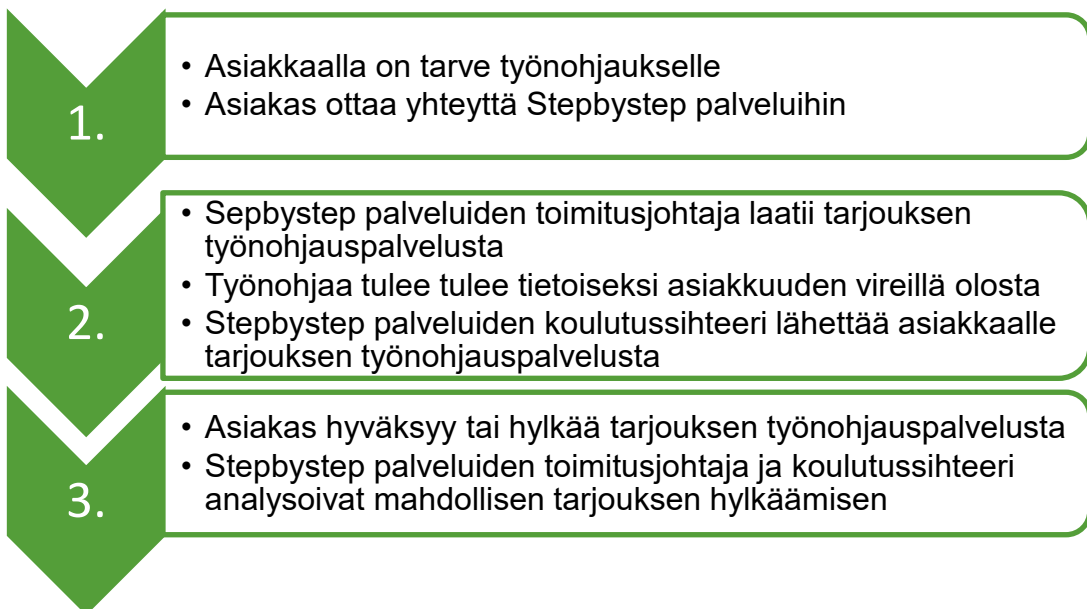 1.
• Asiakkaalla on tarve työnohjaukselle
• Asiakas ottaa yhteyttä Stepbystep palveluihin
2.
• Sepbystep palveluiden toimitusjohtaja laatii tarjouksen
työnohjauspalvelusta
• Työnohjaa tulee tulee tietoiseksi asiakkuuden vireillä olosta
• Stepbystep palveluiden koulutussihteeri lähettää asiakkaalle
tarjouksen työnohjauspalvelusta
3.
• Asiakas hyväksyy tai hylkää tarjouksen työnohjauspalvelusta
• Stepbystep palveluiden toimitusjohtaja ja koulutussihteeri
analysoivat mahdollisen tarjouksen hylkäämisen